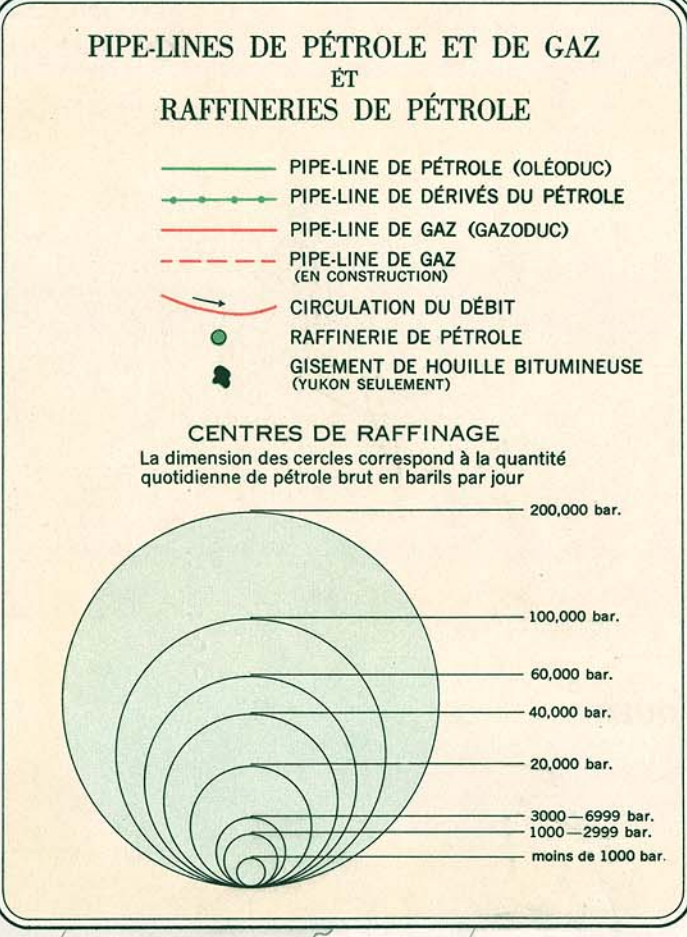 PIPE-LINES DE PÉTROLE ET DE GAZ
ÉT
RAFFINERIES DE PÉTROLE
PIPE-LINE DE PÉTROLE (OLÉODUC)
PIPE-LINE DE DÉRIVÉS DU PÉTROLE
PIPE-LINE DE GAZ (GAZODUC)
PIPE-LINE DE GAZ
(EN CONSTRUCTION)
CIRCULATION DU DÉBIT
RAFFINERIE DE PÉTROLE
GISEMENT DE HOUILLE BITUMINEUSE
(YUKON SEULEMENT)
CENTRES DE RAFFINAGE
La dimension des cercles correspond à la quantité
quotidienne de pétrole brut en barils par jour
200,000 bar.
100,000 bar.
60,000 bar.
40,000 bar.
20,000 bar.
3000—6999 bar.
1000—2999 bar.
moins de 1000 bar.